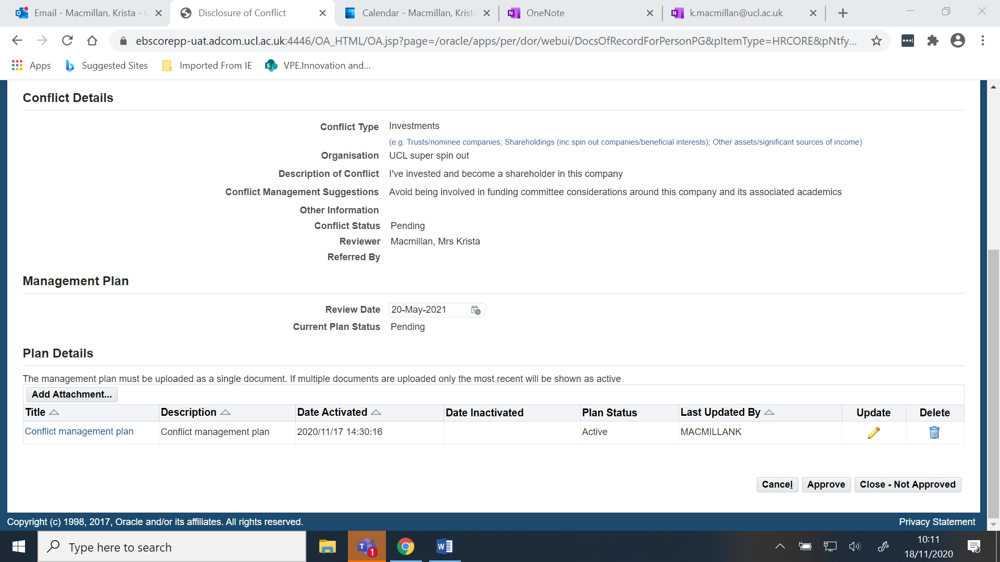 Email - Macmillan, Krista -
Disclosure of Conflict
Calendar - Macmillan, Krista
OneNote
k.macmillan@ucl.ac.uk
ebscorepp-uat.adcom.ucl.ac.uk:4446/OA_HTML/OA.jsp?page=/oracle/apps/per/dor/webui/DocsOfRecordForPersonPG&pItemType=HRCORE&pNtfy...
Apps
Suggested Sites
Imported From IE
VPE.Innovation and...
Conflict Details
Conflict Type Investments
(e.g. Trusts/nominee companies; Shareholdings (inc.spin out companies/beneficial interests); Other assets/significant sources of income)
Organisation UCL super spin out
Description of Conflict I've invested and become a shareholder in this company
Conflict Management Suggestions Avoid being involved in funding committee considerations around this company and its associated academics
Other Information
Conflict Status Pending
Reviewer Macmillan, Mrs Krista
Referred By
Management Plan
Review Date 20-May-2021
Current Plan Status Pending
Plan Details
The management plan must be uploaded as a single document. If multiple documents are uploaded only the most recent will be shown as active
Add Attachment...
Title Description Date Activated Date Inactivated Plan Status Last Updated By Update Delete
Conflict management plan Conflict management plan 2020/11/17 14:30:16 Active MACMILLANK
Cancel Approve Close - Not Approved
Copyright (c) 1998, 2017, Oracle and/or its affiliates. All rights reserved.
Privacy Statement
Type here to search
1
10:11
18/11/2020